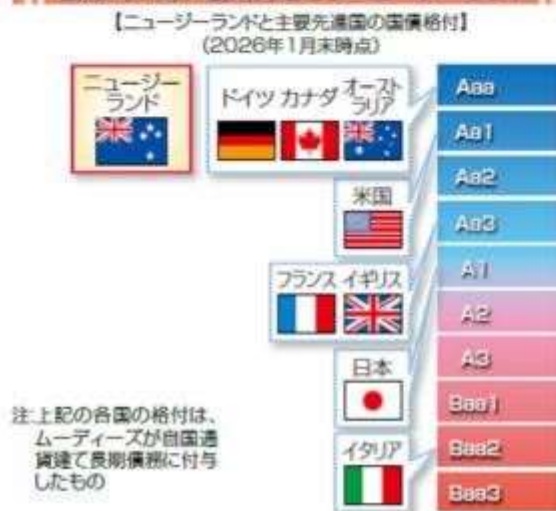 【ニュージーランドと主要先進国の国債格付】
(2026年1月末時点)
ニュージー
ランド
ドイツ カナダ オースト
ラリア
米国
フランス イギリス
日本
イタリア
Aaa
Aa1
Aa2
Aa3
A1
A2
A3
Baa1
Baa2
Baa3
注:上記の各国の格付は、
ムーディーズが自国通
貨建て長期債務に付与
したもの